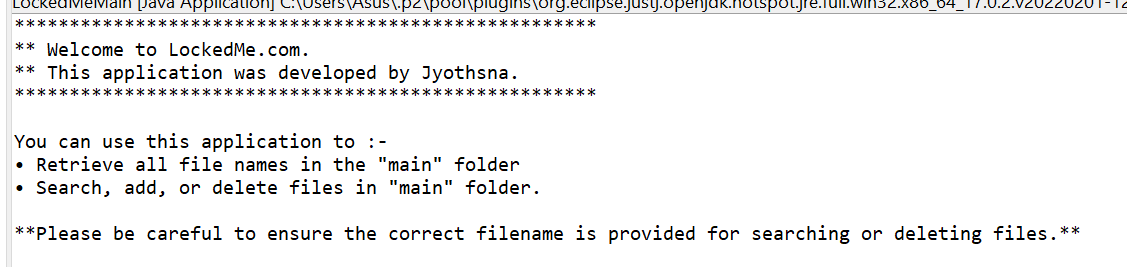 LockedMeMain [Java Application] C:\Users\Asus\.p2\pool\plugins\org.eclipse.justj.openjdk.hotspot.jre.full.win32.x86_64_17.0.2.v20220201-12
*****************************************************
** Welcome to LockedMe.com.
** This application was developed by Jyothsna.
*****************************************************
You can use this application to :-
• Retrieve all file names in the "main" folder
• Search, add, or delete files in "main" folder.
**Please be careful to ensure the correct filename is provided for searching or deleting files.**